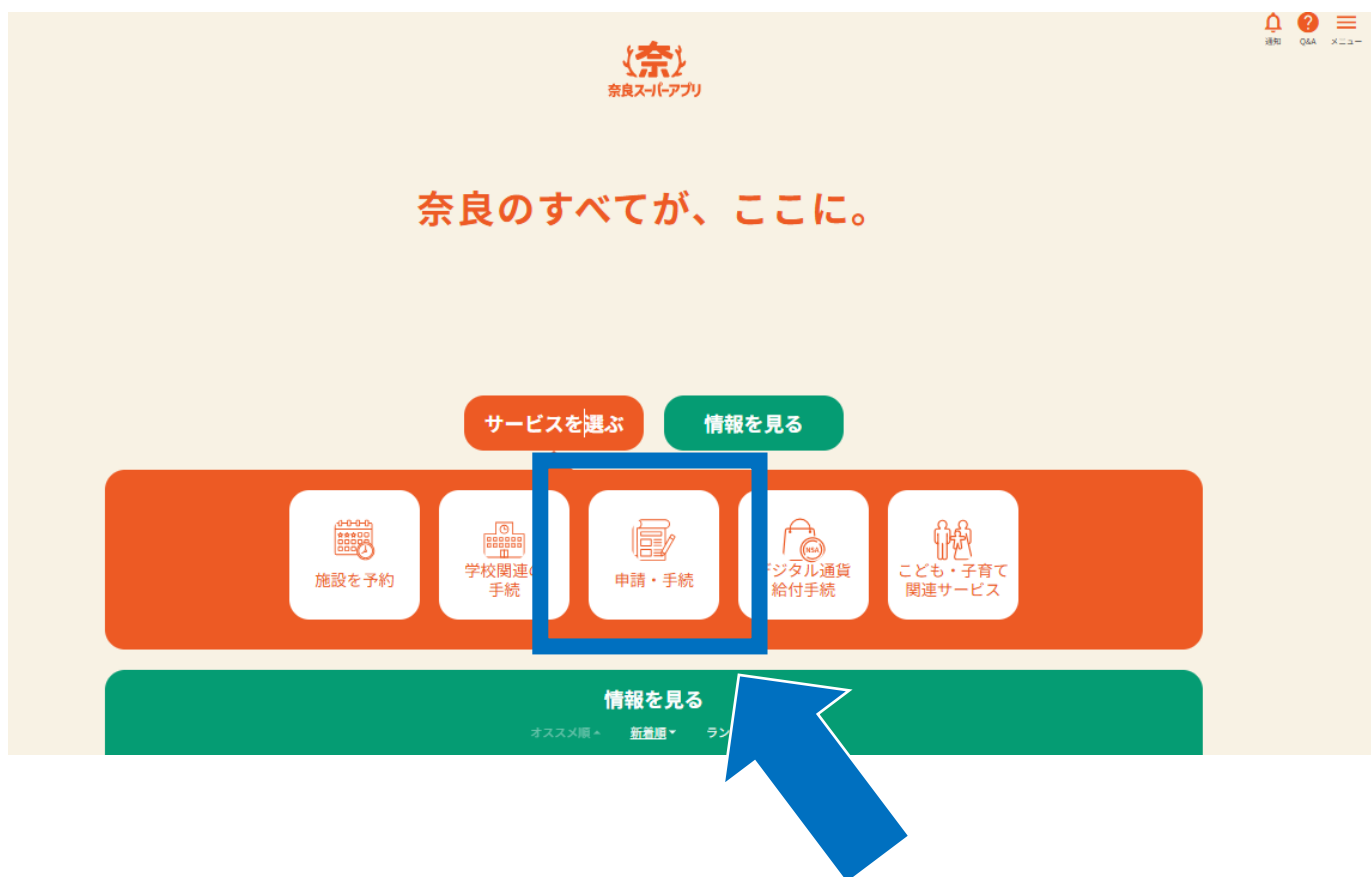 通知 Q&A メニュー
奈
奈良スーパーアプリ
奈良のすべてが、ここに。
サービスを選ぶ 情報を見る
施設を予約
学校関連の
手続
申請・手続
NSA
デジタル通貨
給付手続
こども・子育て
関連サービス
情報を見る
オススメ順 新着順 ラン